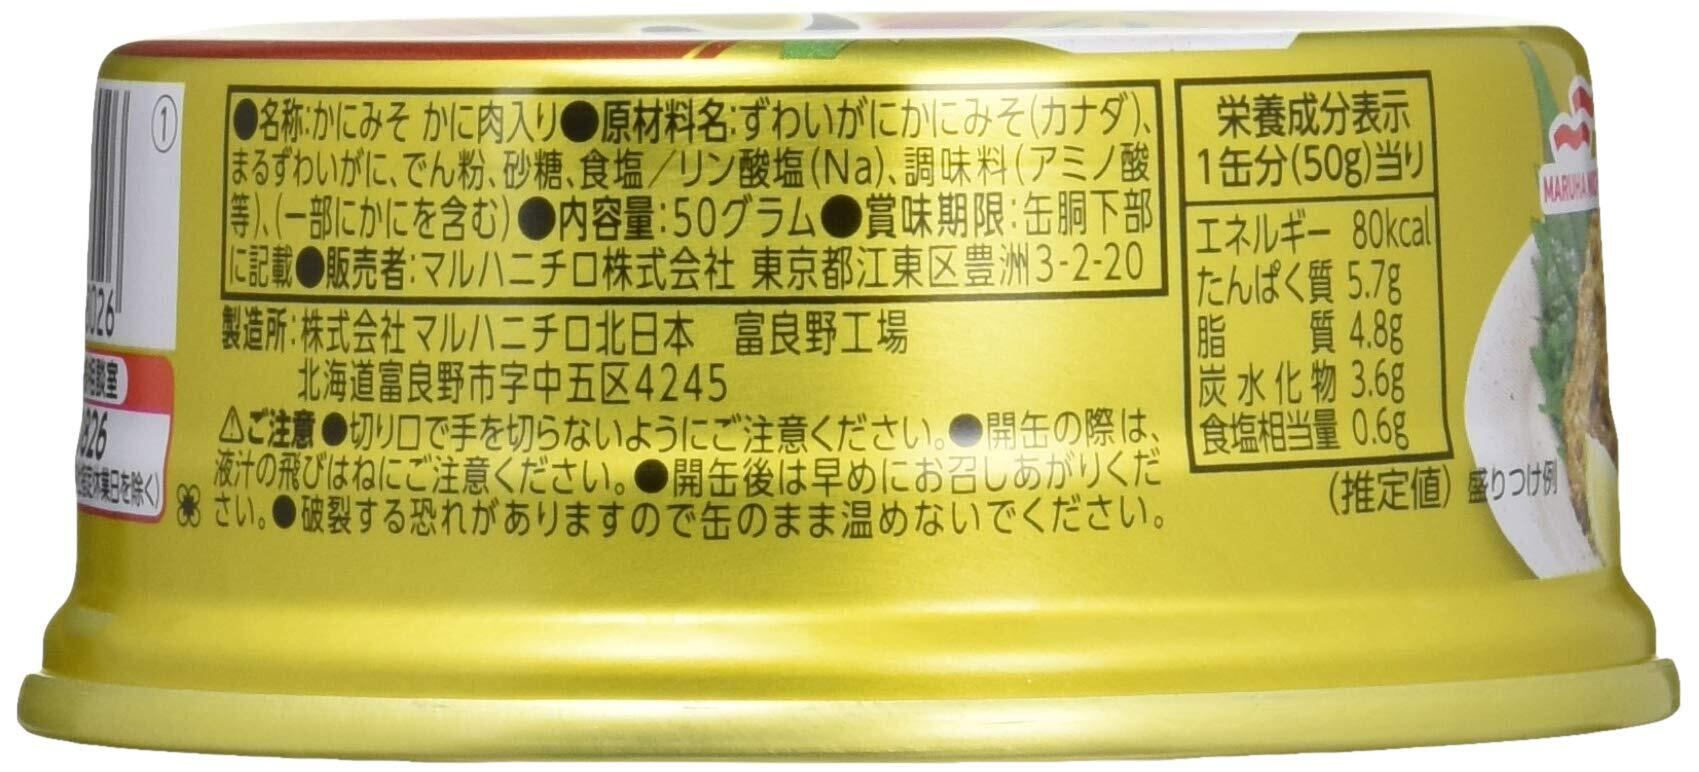 ①
●名称:かにみそ かに肉入り●原材料名:ずわいがにかにみそ(カナダ)、
まるずわいがに、でん粉、砂糖、食塩／リン酸塩(Na)、調味料(アミノ酸
等)、(一部にかにを含む)●内容量:50グラム●賞味期限:缶胴下部
に記載●販売者:マルハニチロ株式会社 東京都江東区豊洲3-2-20
製造所:株式会社マルハニチロ北日本 富良野工場
北海道富良野市字中五区4245
⚠ご注意●切り口で手を切らないようにご注意ください。●開缶の際は、
液汁の飛びはねにご注意ください。●開缶後は早めにお召しあがりくだ
さい。●破裂する恐れがありますので缶のまま温めないでください。
栄養成分表示
1缶分(50g)当り
エネルギー 80kcal
たんぱく質 5.7g
脂質 4.8g
炭水化物 3.6g
食塩相当量 0.6g
(推定値)
盛りつけ例
MARUHA
026
相談室
826
休業日を除く)